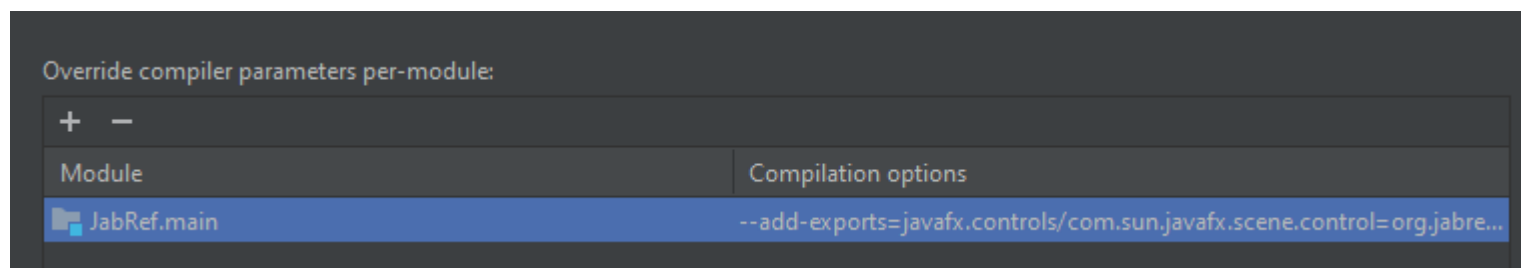 Override compiler parameters per-module:
+ −
Module Compilation options
JabRef.main --add-exports=javafx.controls/com.sun.javafx.scene.control=org.jabre...